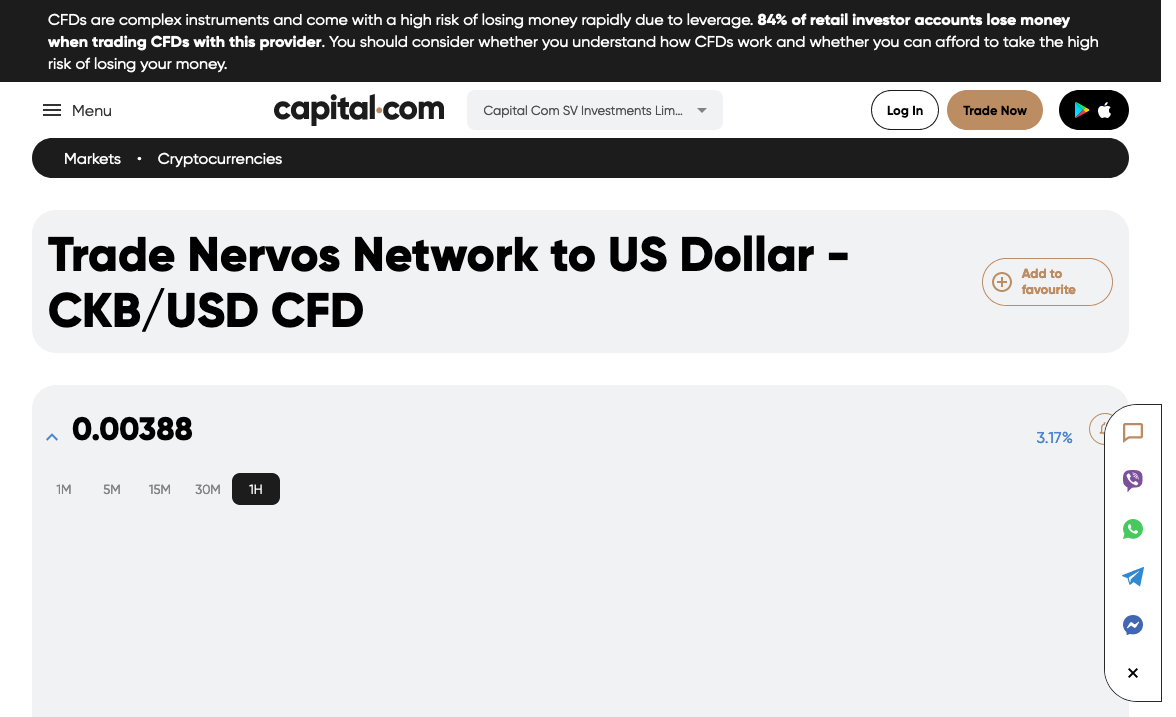 CFDs are complex instruments and come with a high risk of losing money rapidly due to leverage. 84% of retail investor accounts lose money
when trading CFDs with this provider. You should consider whether you understand how CFDs work and whether you can afford to take the high
risk of losing your money.
Menu
capital.com
Capital Com SV Investments Lim...
Log In
Trade Now
Markets • Cryptocurrencies
Trade Nervos Network to US Dollar -
CKB/USD CFD
Add to
favourite
0.00388
3.17%
1M 5M 15M 30M 1H